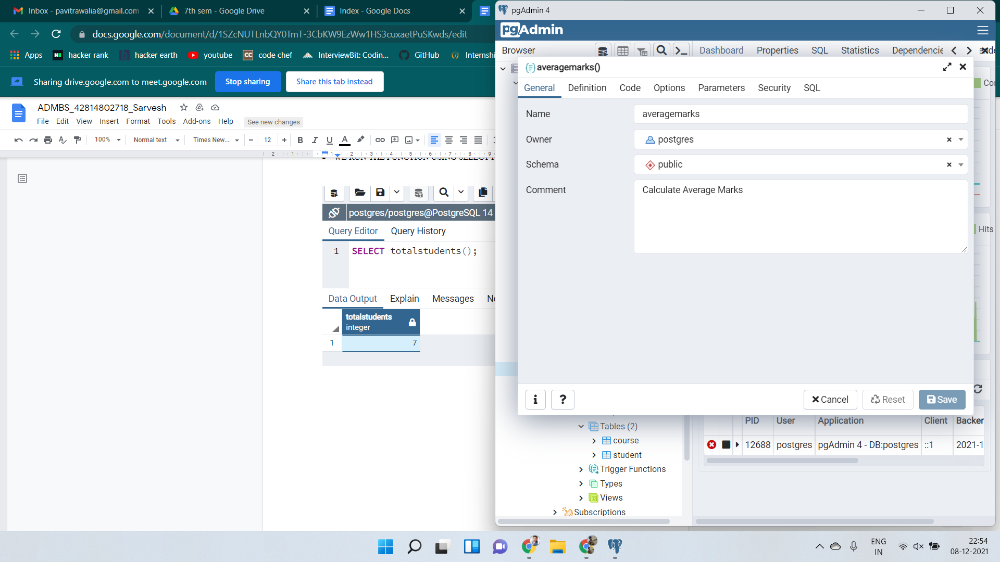 Inbox - pavitrawalia@gmail.com
7th sem - Google Drive
Index - Google Docs
docs.google.com/document/d/1SZcNUTLnbQY0TmT-3CbKW9EzWw1HS3cuxaetPuSKwds/edit
Apps
hacker rank
hacker earth
youtube
code chef
InterviewBit: Codin...
GitHub
Sharing drive.google.com to meet.google.com
Stop sharing
Share this tab instead
ADMBS_42814802718_Sarvesh
File Edit View Insert Format Tools Add-ons Help
See new changes
100%
Normal text
Times New...
12
B I U A
postgres/postgres@PostgreSQL 14
Query Editor Query History
1 SELECT totalstudents();
Data Output Explain Messages
totalstudents
integer
1 7
pgAdmin 4
pgAdmin
Browser
Dashboard Properties SQL Statistics
averagemarks()
General Definition Code Options Parameters Security SQL
Name averagemarks
Owner postgres
Schema public
Comment Calculate Average Marks
Hits
i ? Cancel Reset Save
PID User Application Client
12688 postgres pgAdmin 4 - DB:postgres ::1 2021-1
Tables (2)
course
student
Trigger Functions
Types
Views
Subscriptions
ENG
IN
22:54
08-12-2021